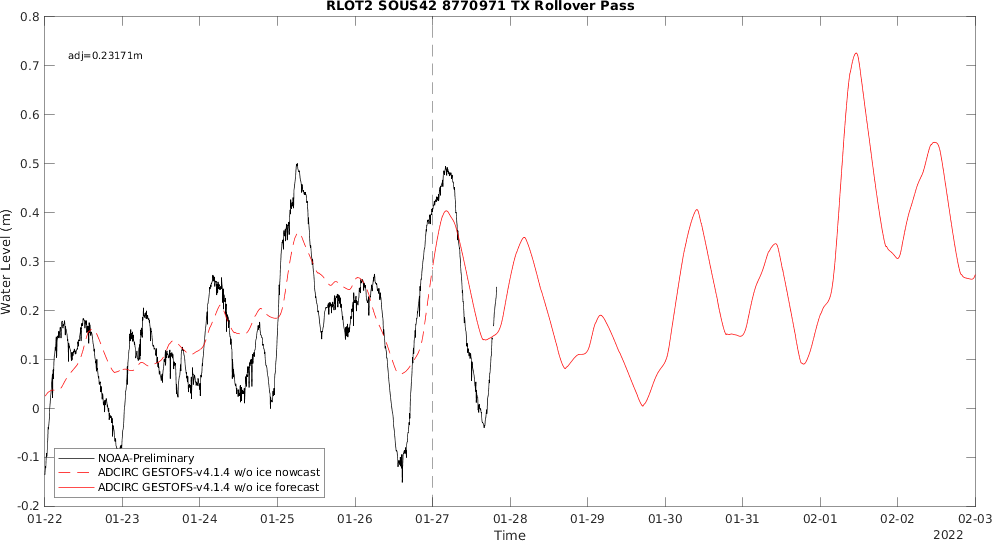 RLOT2 SOUS42 8770971 TX Rollover Pass
adj=0.23171m
Water Level (m)
0.8
0.7
0.6
0.5
0.4
0.3
0.2
0.1
0
-0.1
-0.2
NOAA-Preliminary
ADCIRC GESTOFS-v4.1.4 w/o ice nowcast
ADCIRC GESTOFS-v4.1.4 w/o ice forecast
01-22 01-23 01-24 01-25 01-26 01-27 01-28 01-29 01-30 01-31 02-01 02-02 02-03
Time
2022